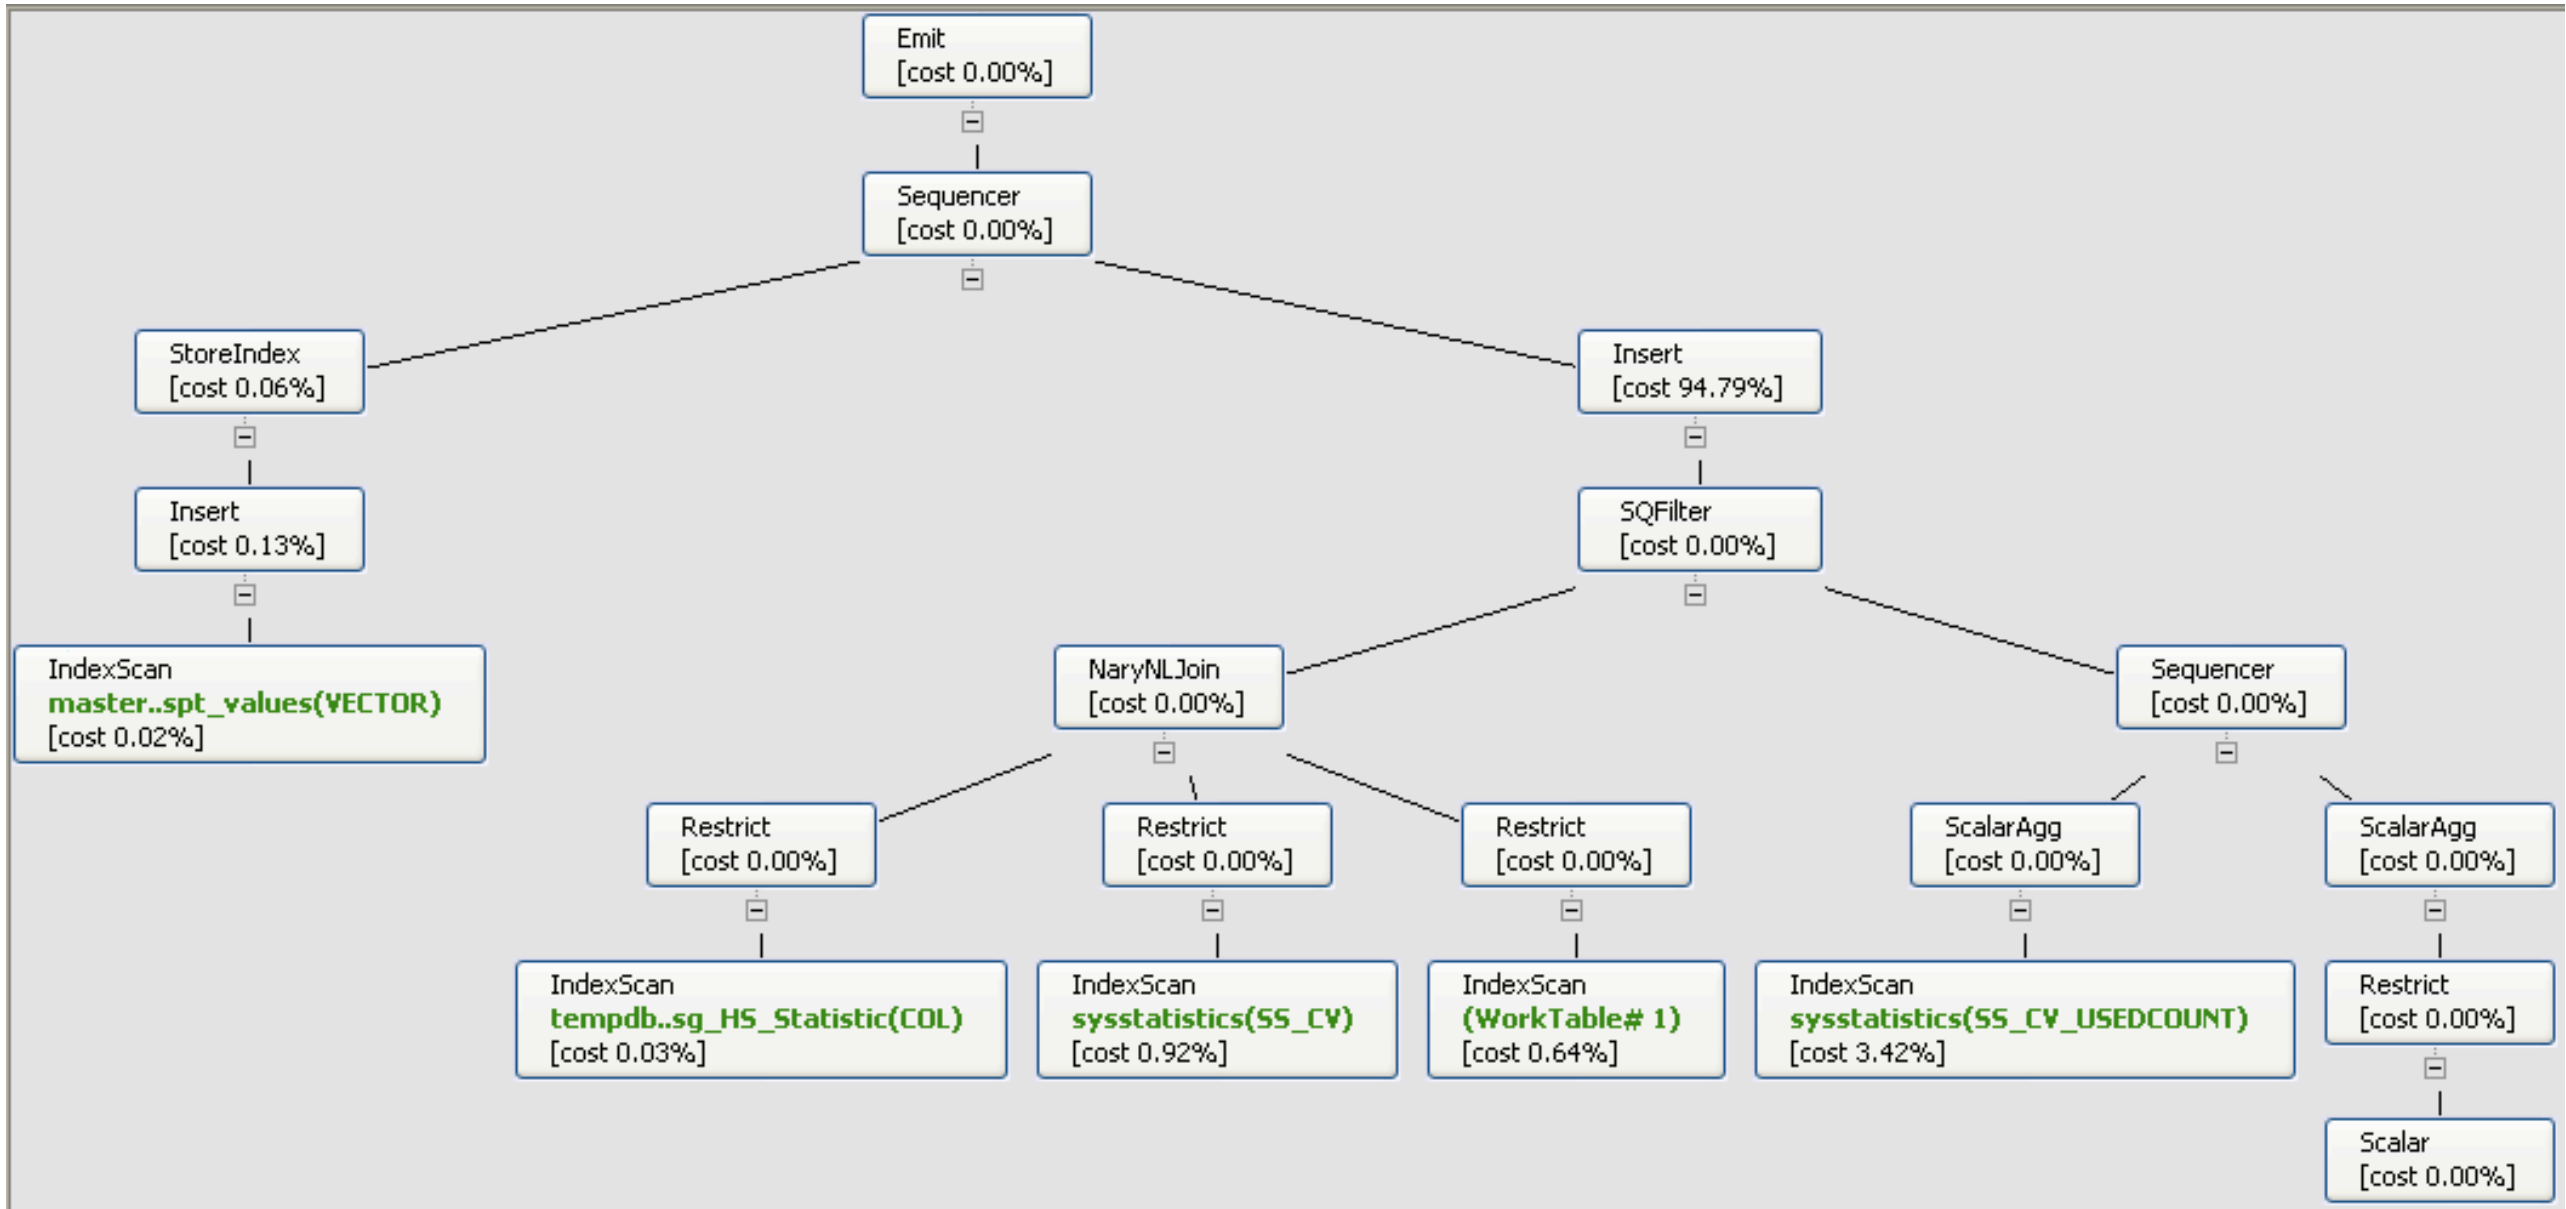 Emit
[cost 0.00%]
Sequencer
[cost 0.00%]
StoreIndex
[cost 0.06%]
Insert
[cost 94.79%]
Insert
[cost 0.13%]
SQFilter
[cost 0.00%]
IndexScan
master..spt_values(VECTOR)
[cost 0.02%]
NaryNLJoin
[cost 0.00%]
Sequencer
[cost 0.00%]
Restrict
[cost 0.00%]
Restrict
[cost 0.00%]
Restrict
[cost 0.00%]
ScalarAgg
[cost 0.00%]
ScalarAgg
[cost 0.00%]
IndexScan
tempdb..sg_HS_Statistic(COL)
[cost 0.03%]
IndexScan
sysstatistics(SS_CV)
[cost 0.92%]
IndexScan
(WorkTable# 1)
[cost 0.64%]
IndexScan
sysstatistics(SS_CV_USEDCOUNT)
[cost 3.42%]
Restrict
[cost 0.00%]
Scalar
[cost 0.00%]